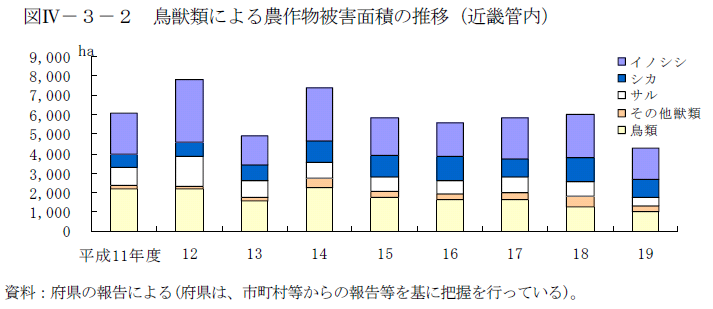 図Ⅳ－３－２　鳥獣類による農作物被害面積の推移（近畿管内）
ha
9,000
8,000
7,000
6,000
5,000
4,000
3,000
2,000
1,000
0
イノシシ
シカ
サル
その他獣類
鳥類
平成11年度 12 13 14 15 16 17 18 19
資料：府県の報告による（府県は、市町村等からの報告等を基に把握を行っている）。